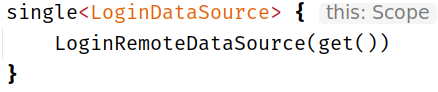 single<LoginDataSource> { this: Scope
    LoginRemoteDataSource(get())
}